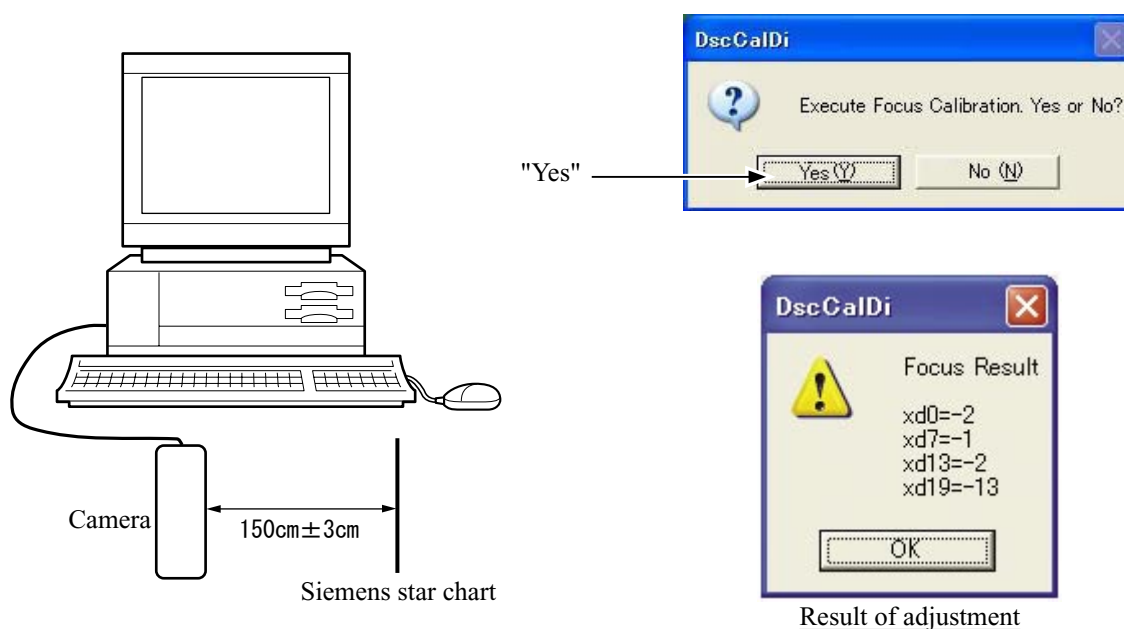 DscCalDi
Execute Focus Calibration. Yes or No?
"Yes"
Yes (Y)
No (N)
Camera
150cm±3cm
Siemens star chart
DscCalDi
Focus Result
xd0=-2
xd7=-1
xd13=-2
xd19=-13
OK
Result of adjustment